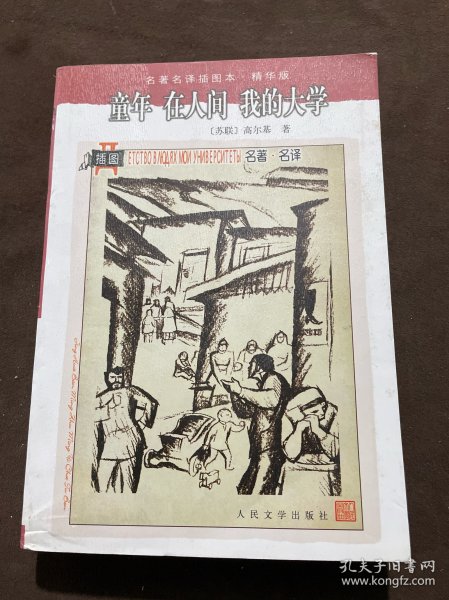 名著名译插图本·精华版
童年 在人间 我的大学
〔苏联〕高尔基 著
插图
ДЕТСТВО В ЛЮДЯХ МОИ УНИВЕРСИТЕТЫ 名著·名译
人民文学出版社
孔夫子旧书网
www.kongfz.com